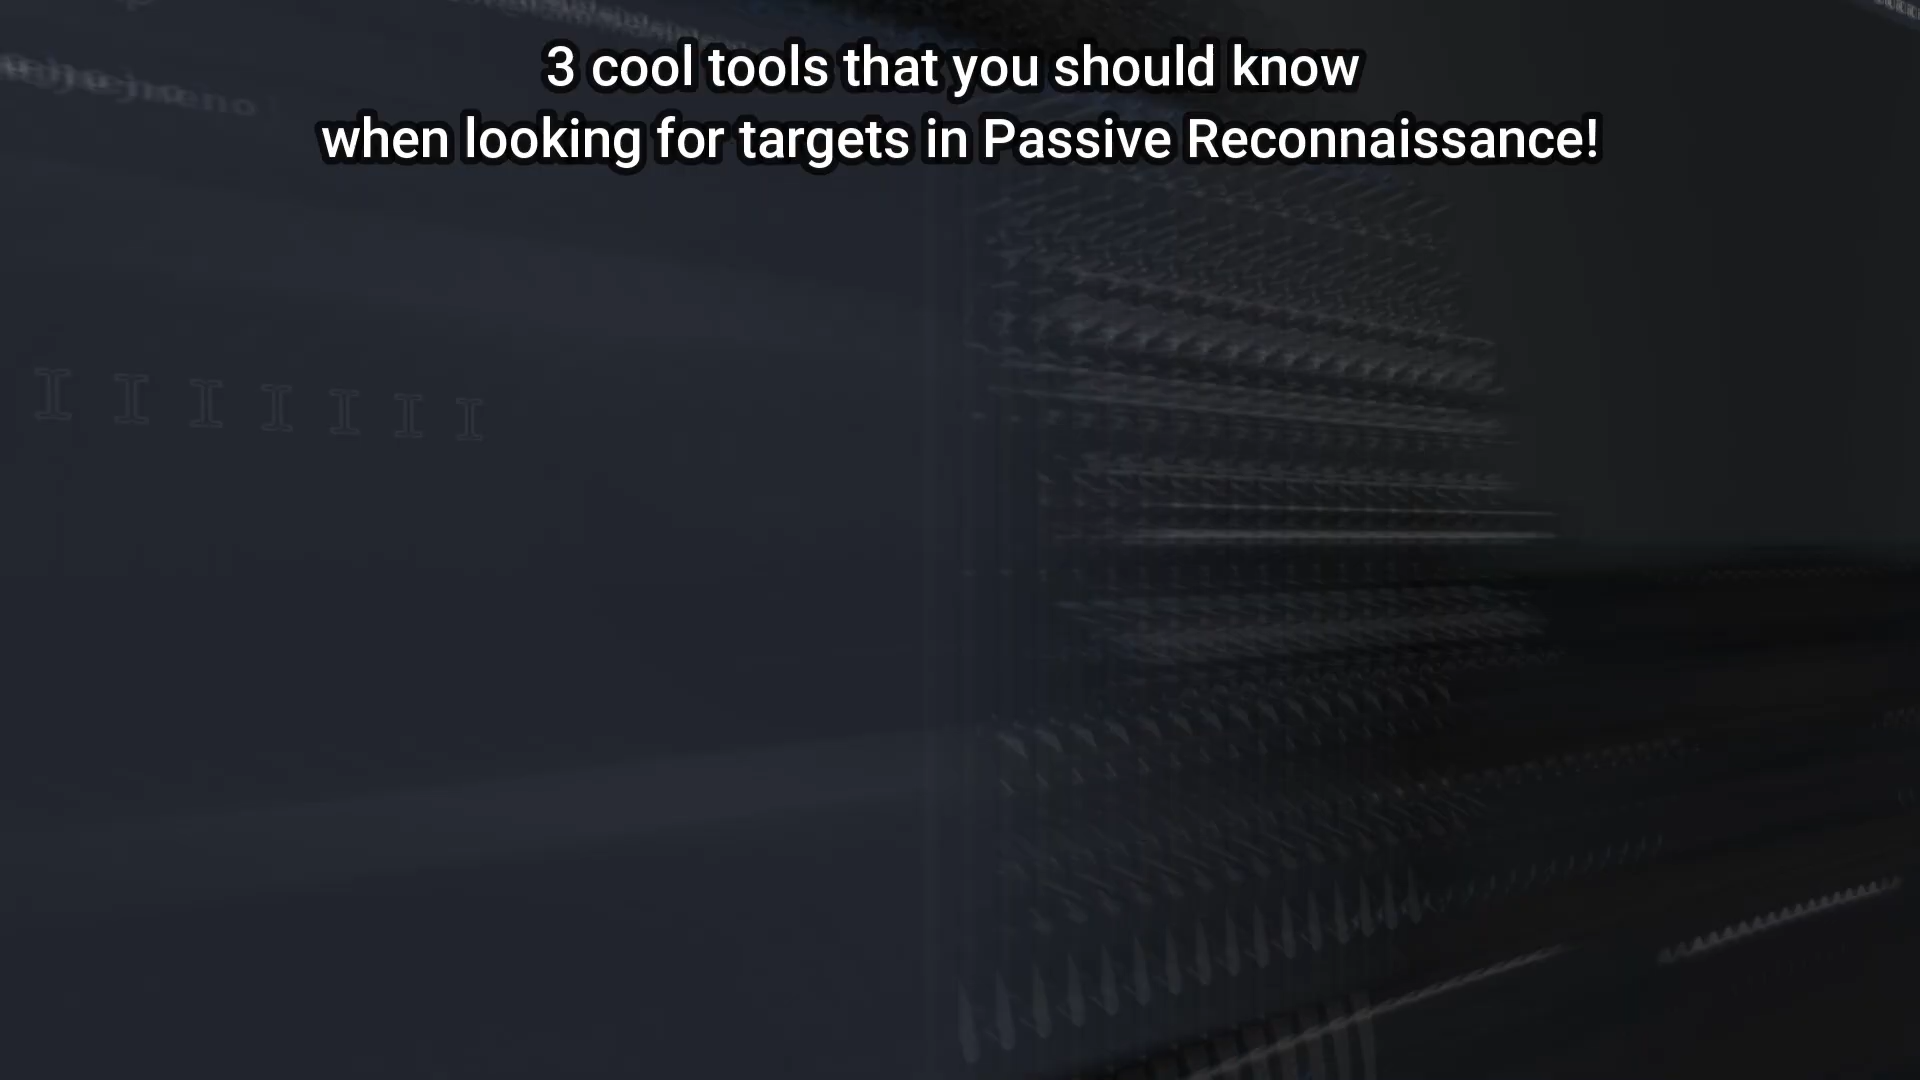 3 cool tools that you should know
when looking for targets in Passive Reconnaissance!